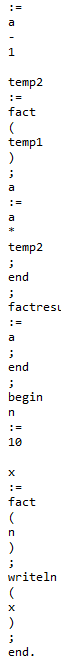 :=
a
-
1

temp2
:=
fact
(
temp1
)
;
a
:=
a
*
temp2
;
end
;
factresu
:=
a
;
end
;
begin
n
:=
10

x
:=
fact
(
n
)
;
writeln
(
x
)
;
end.